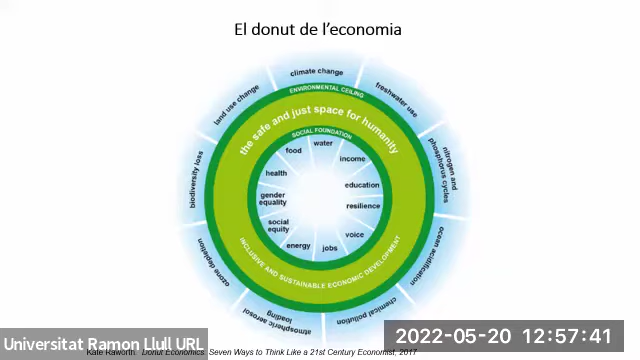 El donut de l'economia
climate change
freshwater use
nitrogen and
phosphorus cycles
ocean acidification
chemical pollution
atmospheric aerosol
loading
ozone depletion
biodiversity loss
land use change
ENVIRONMENTAL CEILING
the safe and just space for humanity
SOCIAL FOUNDATION
water
income
education
resilience
voice
jobs
energy
social
equity
gender
equality
health
food
INCLUSIVE AND SUSTAINABLE ECONOMIC DEVELOPMENT
Universitat Ramon Llull URL
2022-05-20 12:57:41
Kate Raworth. Donut Economics. Seven Ways to Think Like a 21st Century Economist, 2017